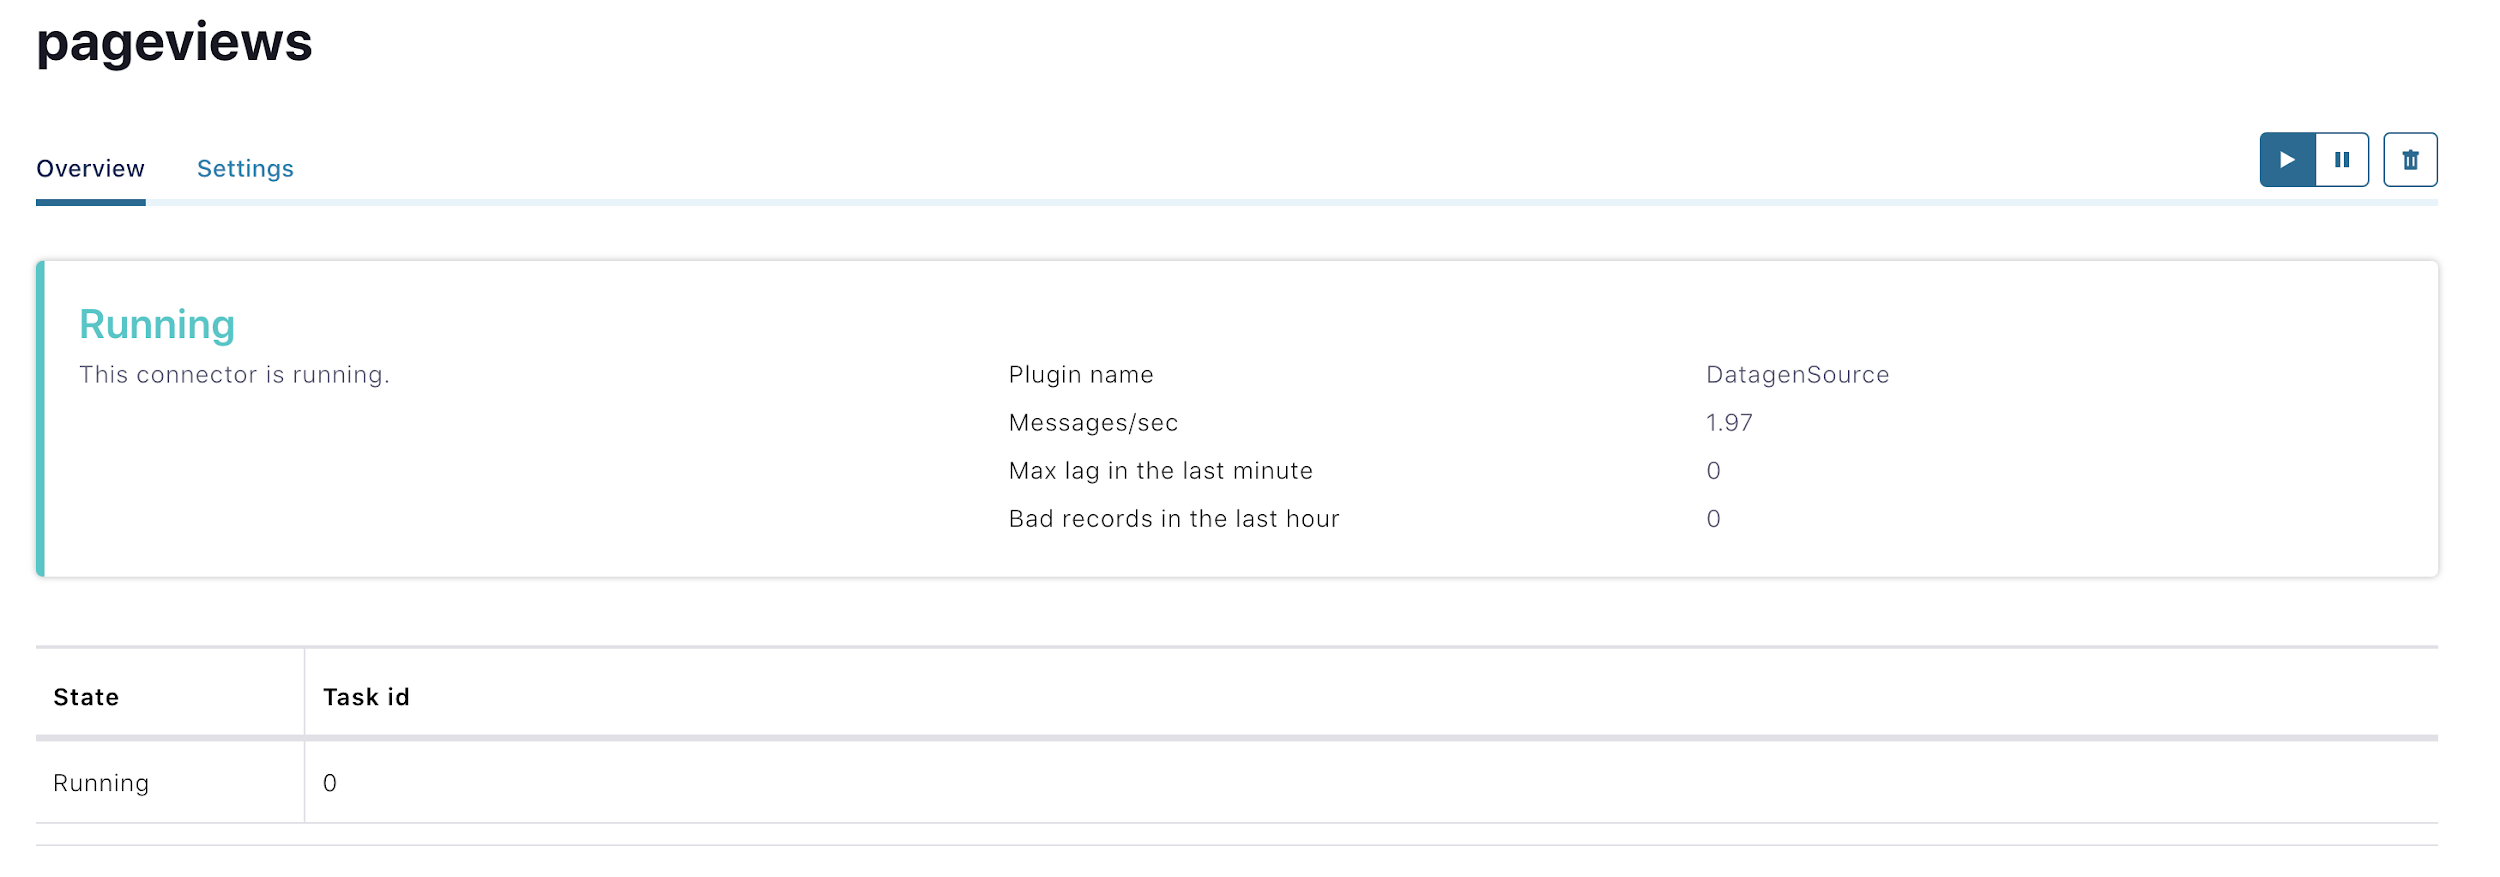 pageviews
Overview Settings
Running
This connector is running.
Plugin name DatagenSource
Messages/sec 1.97
Max lag in the last minute 0
Bad records in the last hour 0
State Task id
Running 0